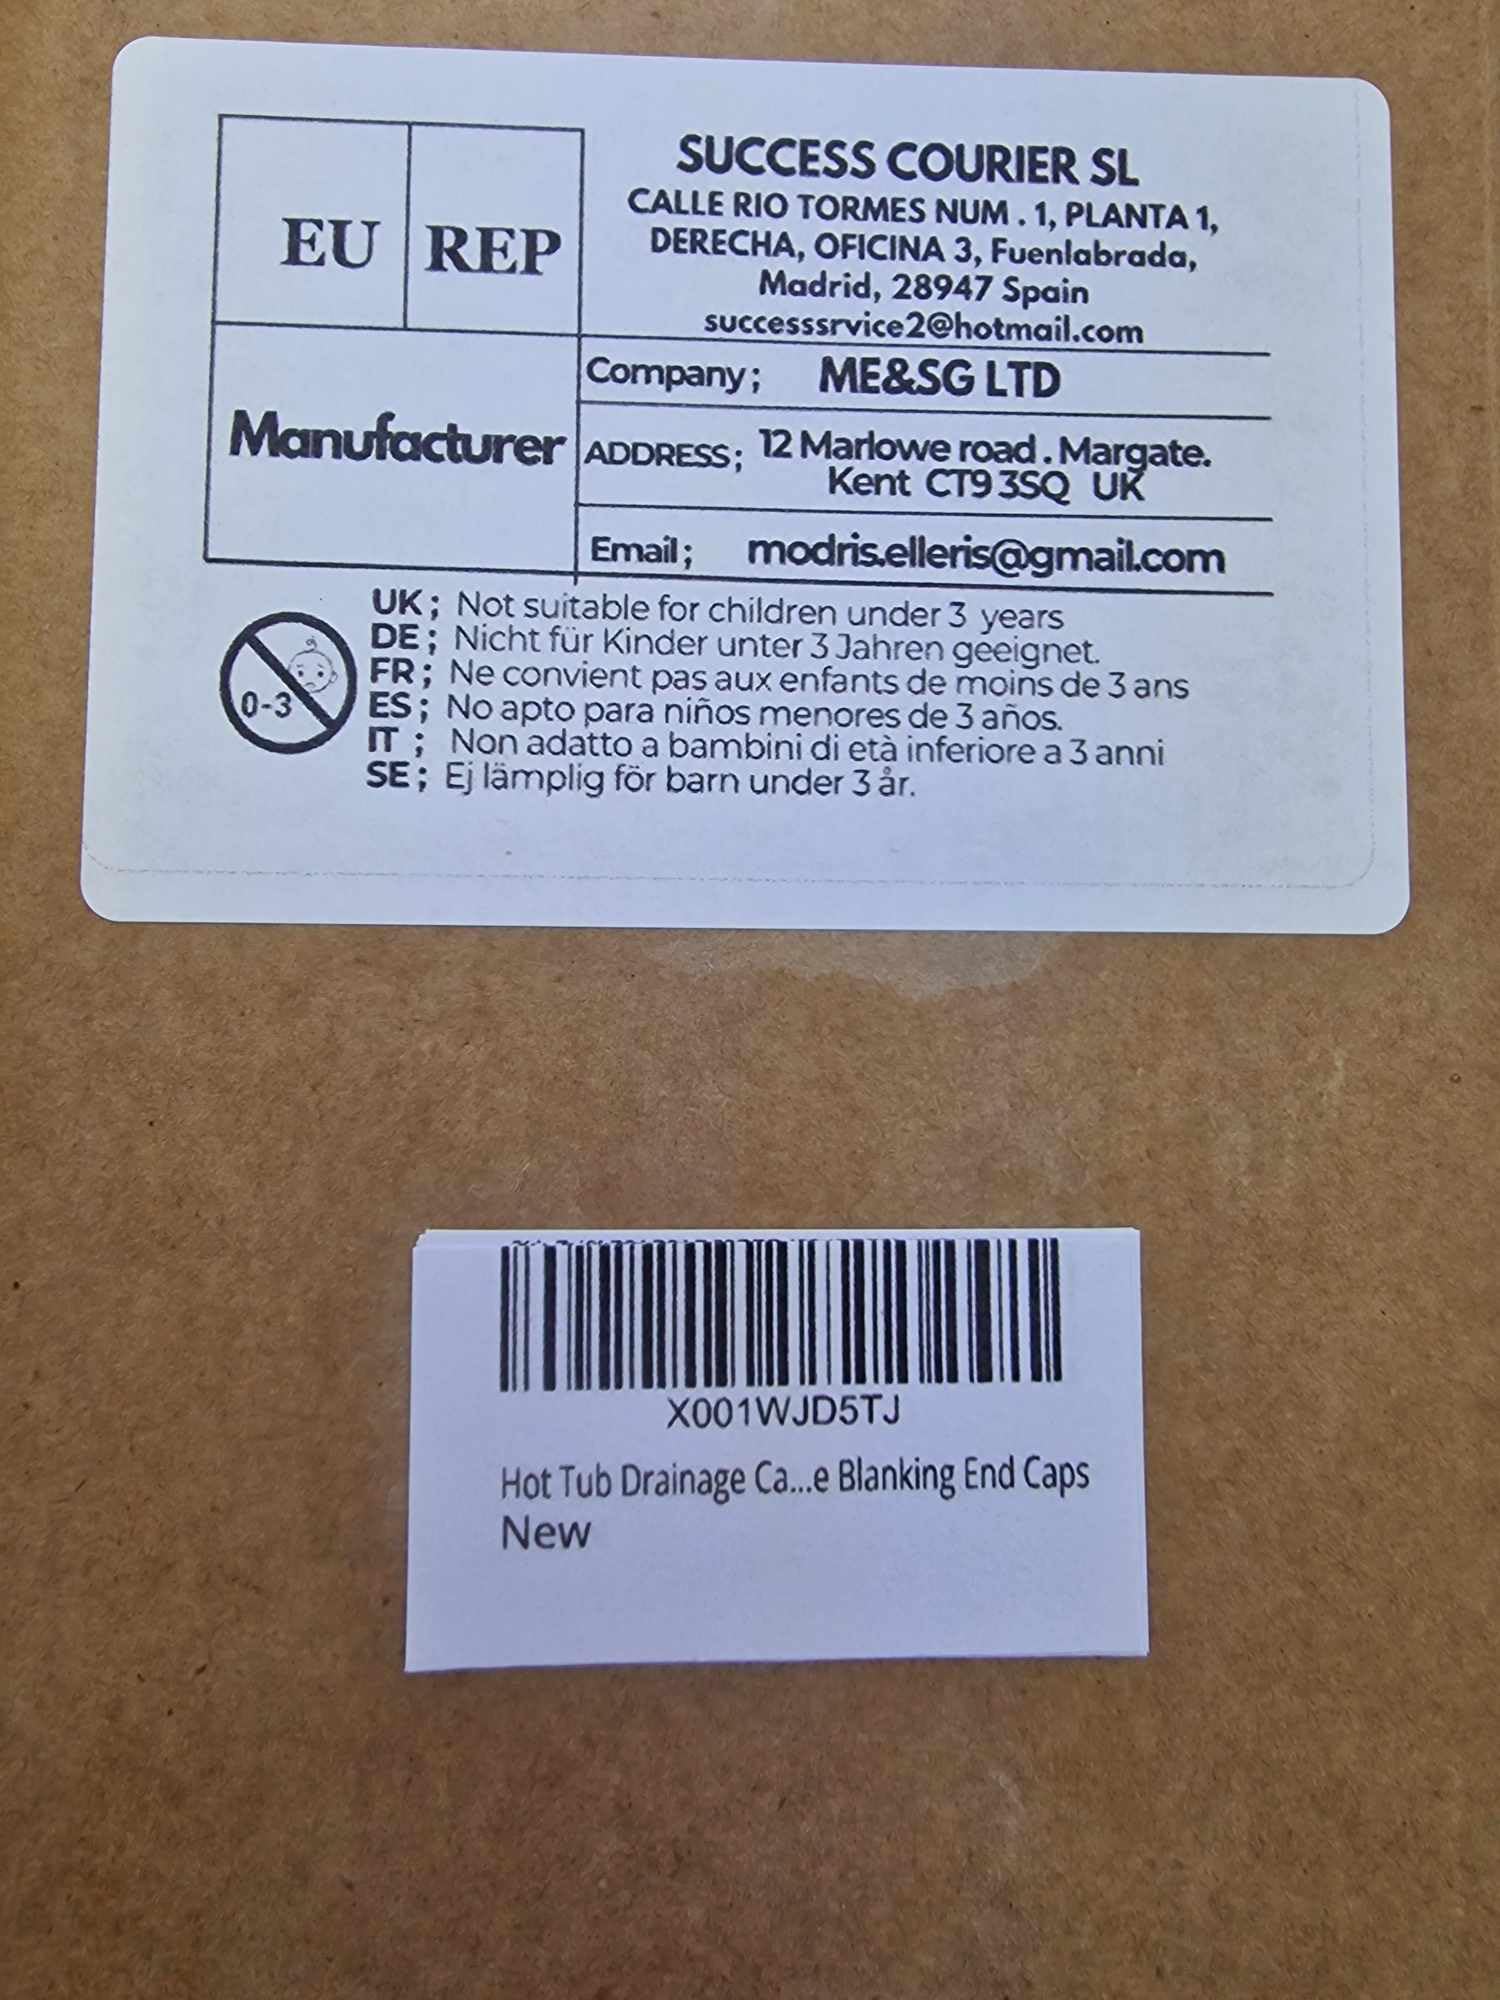 EU REP
SUCCESS COURIER SL
CALLE RIO TORMES NUM . 1, PLANTA 1,
DERECHA, OFICINA 3, Fuenlabrada,
Madrid, 28947 Spain
successsrvice2@hotmail.com
Manufacturer
Company; ME&SG LTD
ADDRESS; 12 Marlowe road . Margate.
Kent CT9 3SQ UK
Email; modris.elleris@gmail.com
0-3
UK; Not suitable for children under 3 years
DE; Nicht für Kinder unter 3 Jahren geeignet.
FR; Ne convient pas aux enfants de moins de 3 ans
ES; No apto para niños menores de 3 años.
IT ; Non adatto a bambini di età inferiore a 3 anni
SE; Ej lämplig för barn under 3 år.
X001WJD5TJ
Hot Tub Drainage Ca...e Blanking End Caps
New